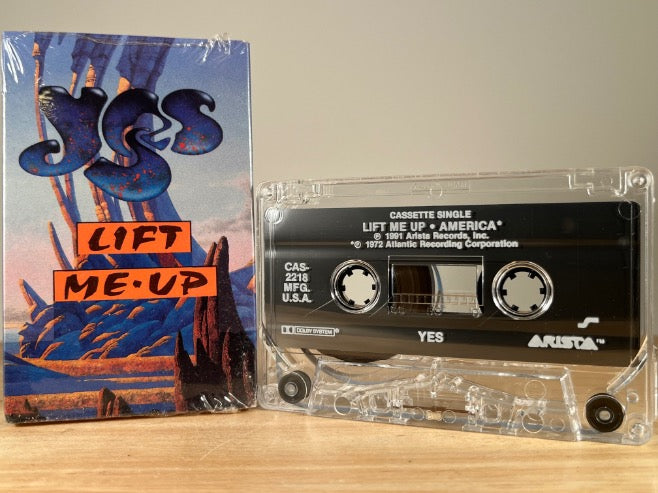 yes
LIFT
ME·UP
CASSETTE SINGLE
LIFT ME UP • AMERICA*
℗ 1991 Arista Records, Inc.
*℗ 1972 Atlantic Recording Corporation
CAS-
2218
MFG.
U.S.A.
DOLBY SYSTEM®
YES
ARISTA™